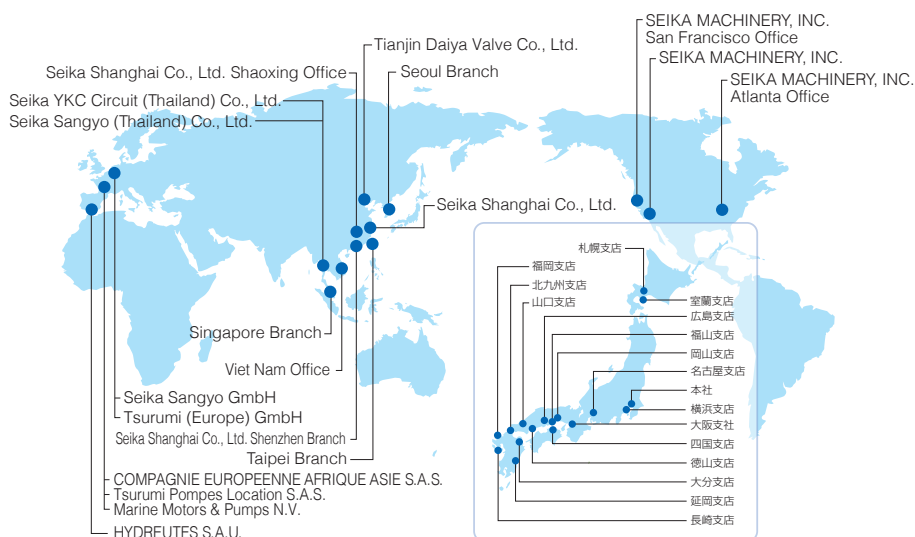 Tianjin Daiya Valve Co., Ltd.
Seika Shanghai Co., Ltd. Shaoxing Office
Seoul Branch
Seika YKC Circuit (Thailand) Co., Ltd.
Seika Sangyo (Thailand) Co., Ltd.
SEIKA MACHINERY, INC.
San Francisco Office
SEIKA MACHINERY, INC.
SEIKA MACHINERY, INC.
Atlanta Office
Seika Shanghai Co., Ltd.
Singapore Branch
Viet Nam Office
Seika Sangyo GmbH
Tsurumi (Europe) GmbH
Seika Shanghai Co., Ltd. Shenzhen Branch
Taipei Branch
COMPAGNIE EUROPEENNE AFRIQUE ASIE S.A.S.
Tsurumi Pompes Location S.A.S.
Marine Motors & Pumps N.V.
HYDREUTES S.A.U.
札幌支店
福岡支店
北九州支店
山口支店
室蘭支店
広島支店
福山支店
岡山支店
名古屋支店
本社
横浜支店
大阪支社
四国支店
徳山支店
大分支店
延岡支店
長崎支店